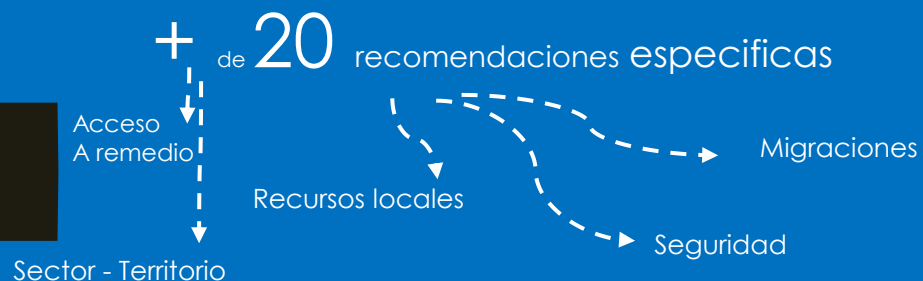 + de 20 recomendaciones especificas
Acceso
A remedio
Migraciones
Recursos locales
Seguridad
Sector - Territorio